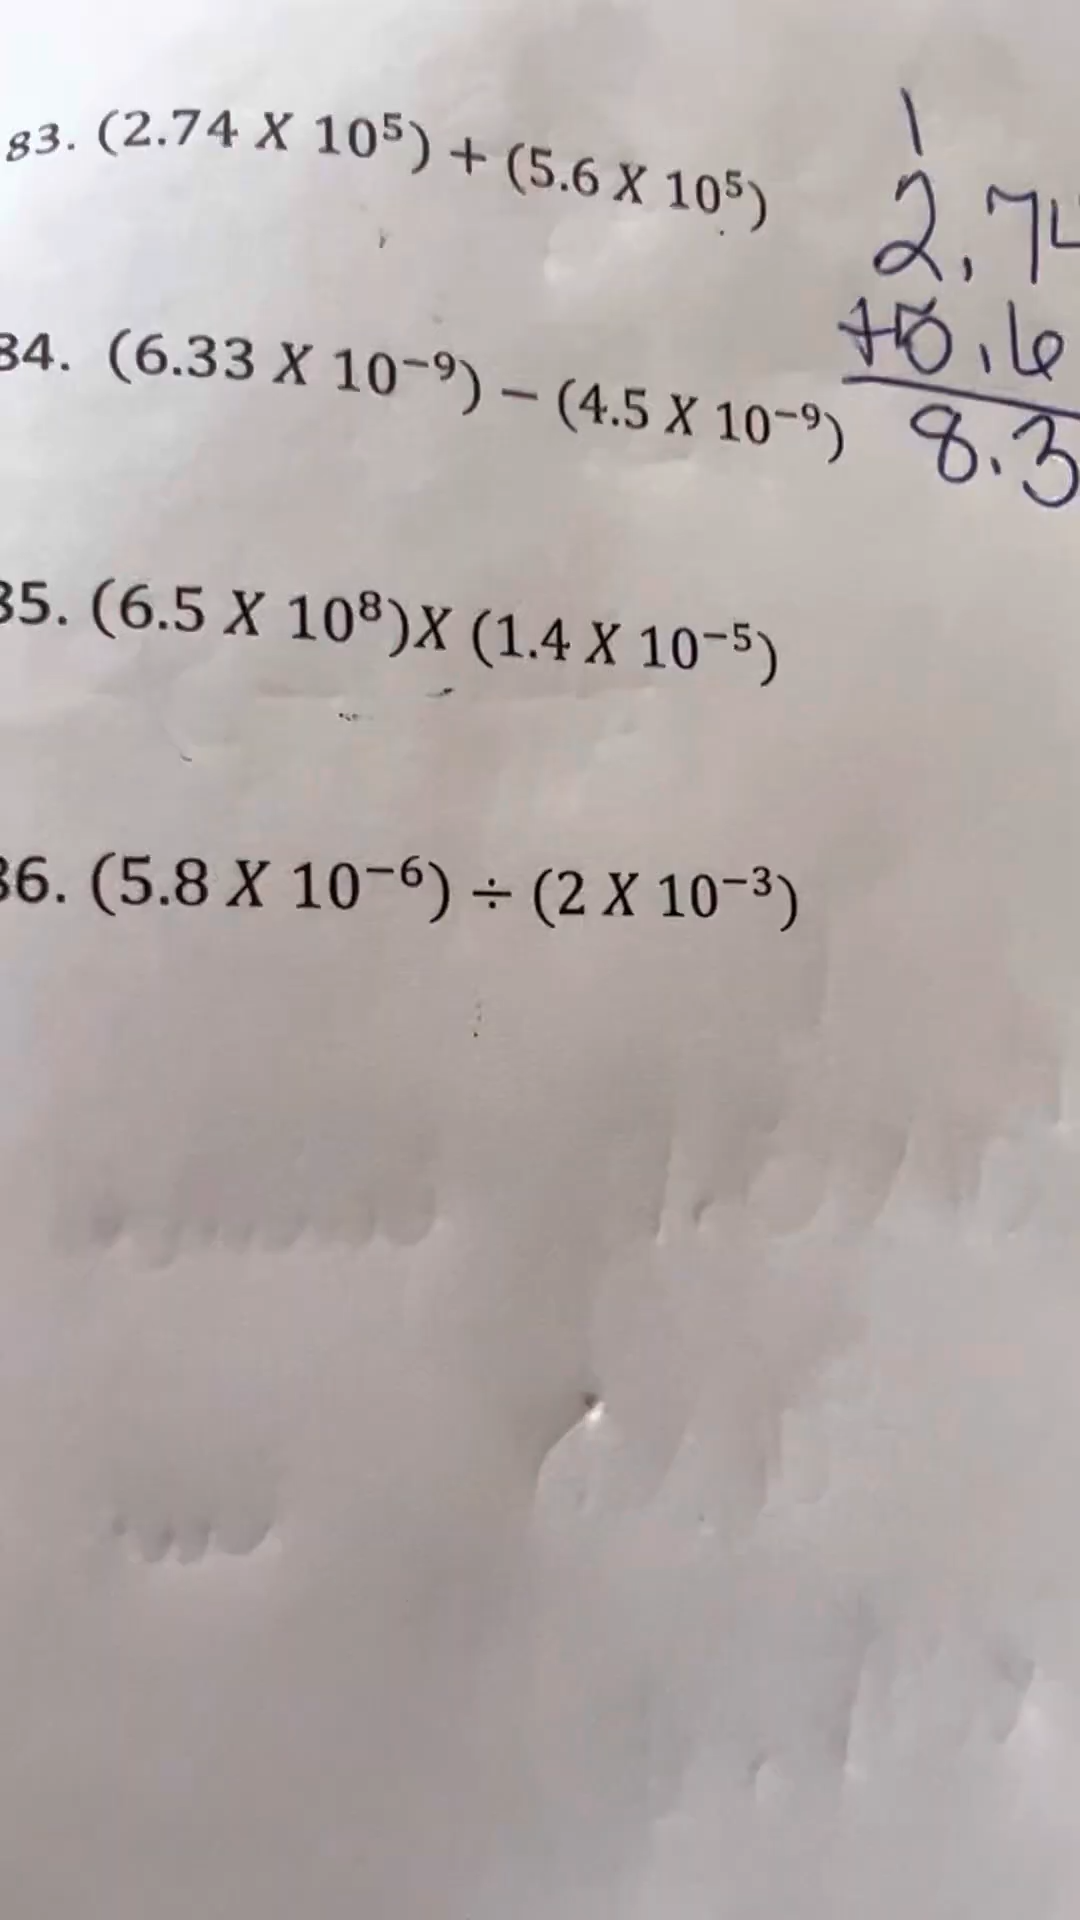 83. (2.74 X 10⁵) + (5.6 X 10⁵)
1
2.74
+5.6
8.3
84. (6.33 X 10⁻⁹) − (4.5 X 10⁻⁹)
85. (6.5 X 10⁸)X (1.4 X 10⁻⁵)
86. (5.8 X 10⁻⁶) ÷ (2 X 10⁻³)